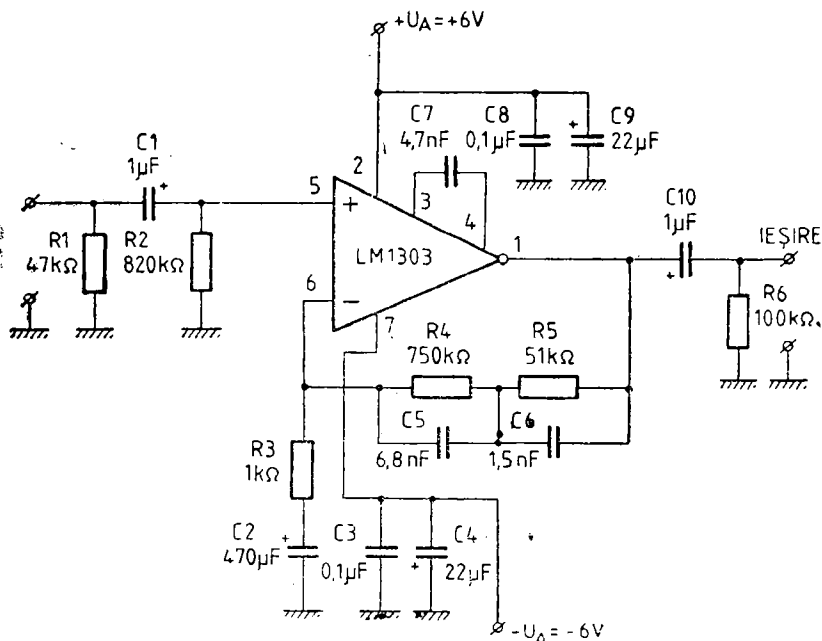 +UA=+6V
C1
1µF
+
R1
47kΩ
R2
820kΩ
5
+
2
C7
4,7nF
3
4
LM1303
6
−
7
1
C8
0,1µF
+
C9
22µF
C10
1µF
+
IEȘIRE
R6
100kΩ
R4
750kΩ
R5
51kΩ
C5
6,8nF
C6
1,5nF
R3
1kΩ
C2
470µF
+
C3
0,1µF
C4
22µF
+
-UA=-6V